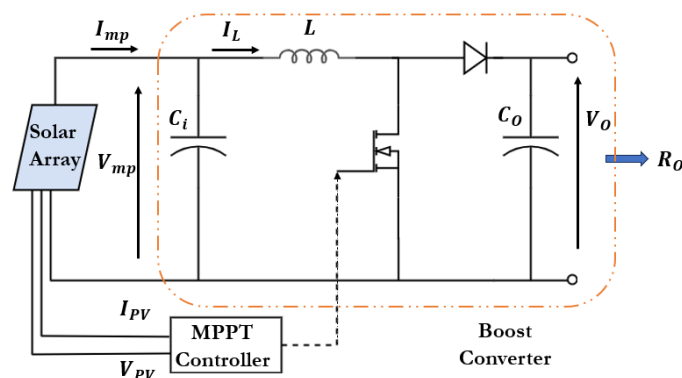 I_mp
I_L
L
Solar
Array
V_mp
C_i
C_O
V_O
R_O
I_PV
MPPT
Controller
V_PV
Boost
Converter